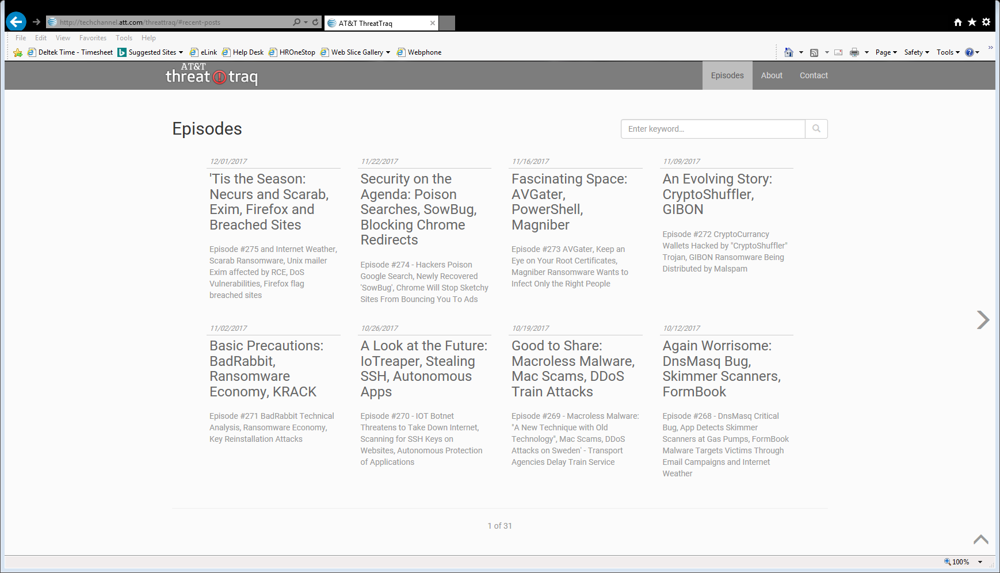 http://techchannel.att.com/threattraq/#recent-posts
AT&T ThreatTraq
File Edit View Favorites Tools Help
Deltek Time - Timesheet Suggested Sites eLink Help Desk HROneStop Web Slice Gallery Webphone Page Safety Tools
AT&T
threat traq
Episodes About Contact
Episodes
Enter keyword...
12/01/2017
'Tis the Season:
Necurs and Scarab,
Exim, Firefox and
Breached Sites
Episode #275 and Internet Weather,
Scarab Ransomware, Unix mailer
Exim affected by RCE, DoS
Vulnerabilities, Firefox flag
breached sites
11/22/2017
Security on the
Agenda: Poison
Searches, SowBug,
Blocking Chrome
Redirects
Episode #274 - Hackers Poison
Google Search, Newly Recovered
'SowBug', Chrome Will Stop Sketchy
Sites From Bouncing You To Ads
11/16/2017
Fascinating Space:
AVGater,
PowerShell,
Magniber
Episode #273 AVGater, Keep an
Eye on Your Root Certificates,
Magniber Ransomware Wants to
Infect Only the Right People
11/09/2017
An Evolving Story:
CryptoShuffler,
GIBON
Episode #272 CryptoCurrancy
Wallets Hacked by "CryptoShuffler"
Trojan, GIBON Ransomware Being
Distributed by Malspam
11/02/2017
Basic Precautions:
BadRabbit,
Ransomware
Economy, KRACK
Episode #271 BadRabbit Technical
Analysis, Ransomware Economy,
Key Reinstallation Attacks
10/26/2017
A Look at the Future:
IoTreaper, Stealing
SSH, Autonomous
Apps
Episode #270 - IOT Botnet
Threatens to Take Down Internet,
Scanning for SSH Keys on
Websites, Autonomous Protection
of Applications
10/19/2017
Good to Share:
Macroless Malware,
Mac Scams, DDoS
Train Attacks
Episode #269 - Macroless Malware:
"A New Technique with Old
Technology", Mac Scams, DDoS
Attacks on Sweden' - Transport
Agencies Delay Train Service
10/12/2017
Again Worrisome:
DnsMasq Bug,
Skimmer Scanners,
FormBook
Episode #268 - DnsMasq Critical
Bug, App Detects Skimmer
Scanners at Gas Pumps, FormBook
Malware Targets Victims Through
Email Campaigns and Internet
Weather
1 of 31
100%